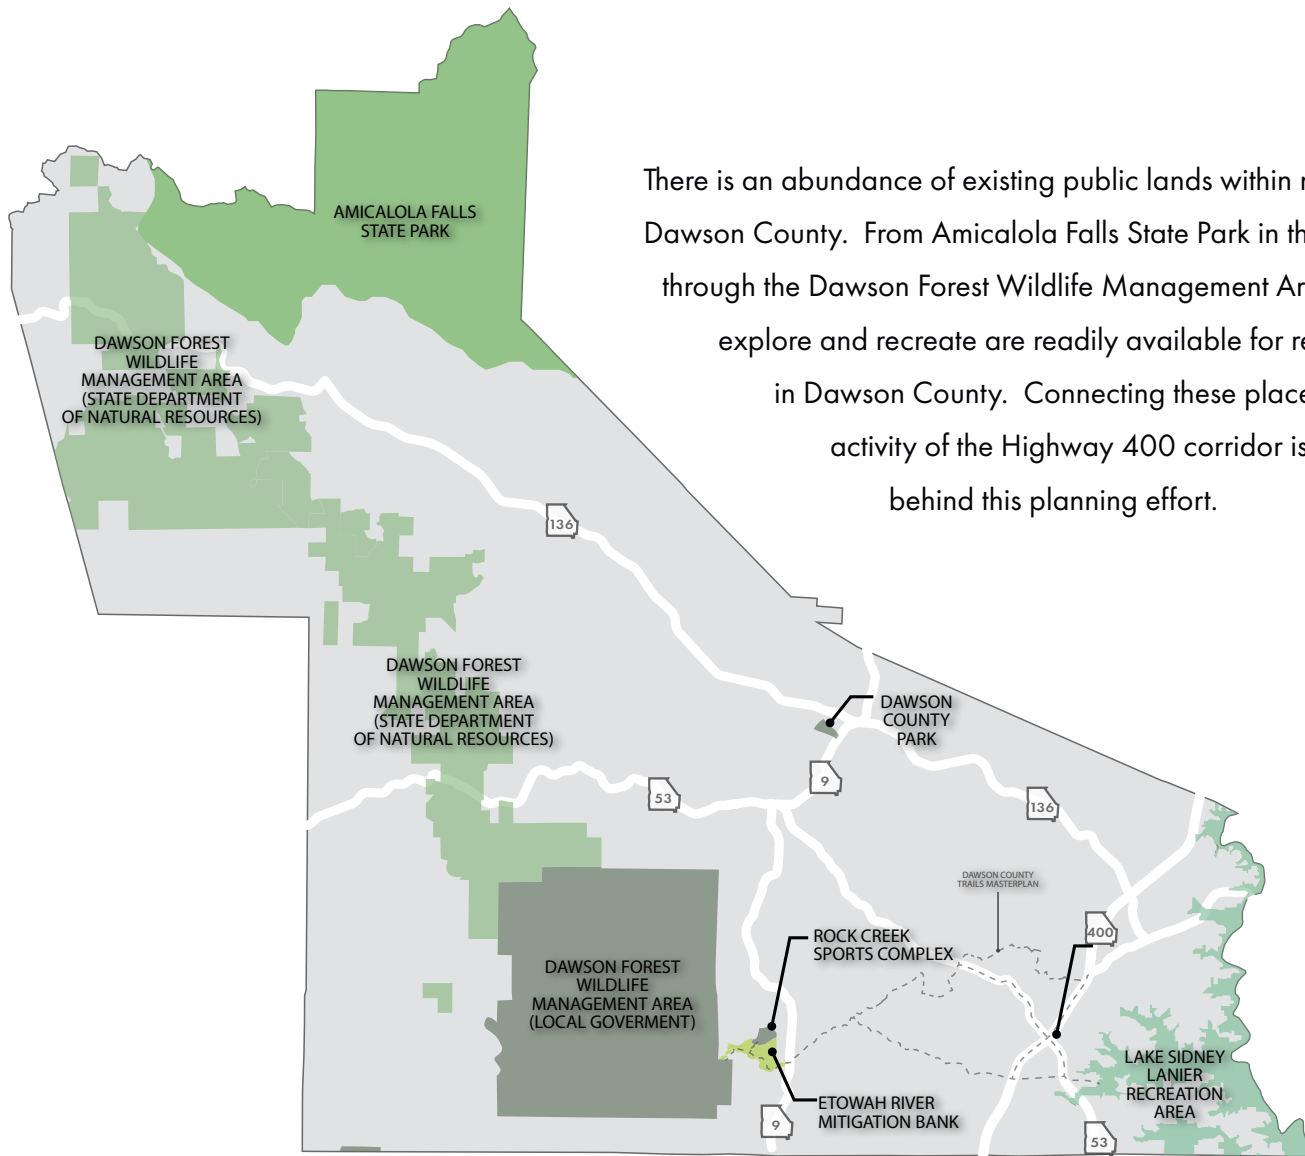 There is an abundance of existing public lands within
Dawson County. From Amicalola Falls State Park in
through the Dawson Forest Wildlife Management
explore and recreate are readily available for
in Dawson County. Connecting these
activity of the Highway 400 corridor is
behind this planning effort.
AMICALOLA FALLS
STATE PARK
DAWSON FOREST
WILDLIFE
MANAGEMENT AREA
(STATE DEPARTMENT
OF NATURAL RESOURCES)
136
DAWSON FOREST
WILDLIFE
MANAGEMENT AREA
(STATE DEPARTMENT
OF NATURAL RESOURCES)
DAWSON
COUNTY
PARK
9
53
136
DAWSON COUNTY
TRAILS MASTERPLAN
400
ROCK CREEK
SPORTS COMPLEX
DAWSON FOREST
WILDLIFE
MANAGEMENT AREA
(LOCAL GOVERMENT)
LAKE SIDNEY
LANIER
RECREATION
AREA
ETOWAH RIVER
MITIGATION BANK
9
53